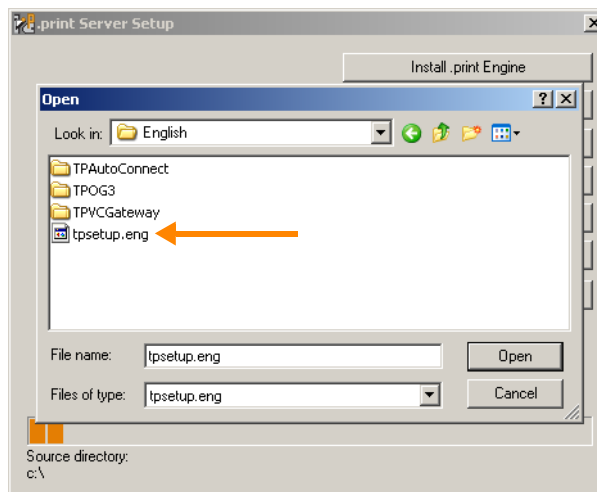 .print Server Setup
Install .print Engine
Open
Look in: English
TPAutoConnect
TPOG3
TPVCGateway
tpsetup.eng
File name: tpsetup.eng Open
Files of type: tpsetup.eng Cancel
Source directory:
c:\